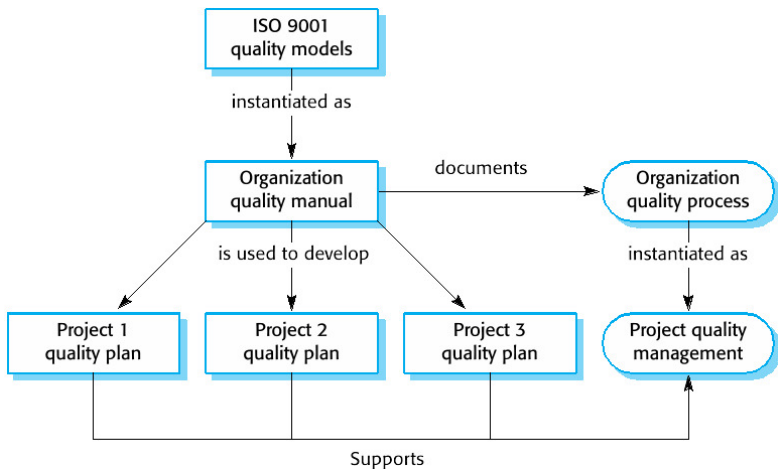 ISO 9001
quality models
instantiated as
documents
Organization
quality manual
Organization
quality process
is used to develop
instantiated as
Project 1
quality plan
Project 2
quality plan
Project 3
quality plan
Project quality
management
Supports